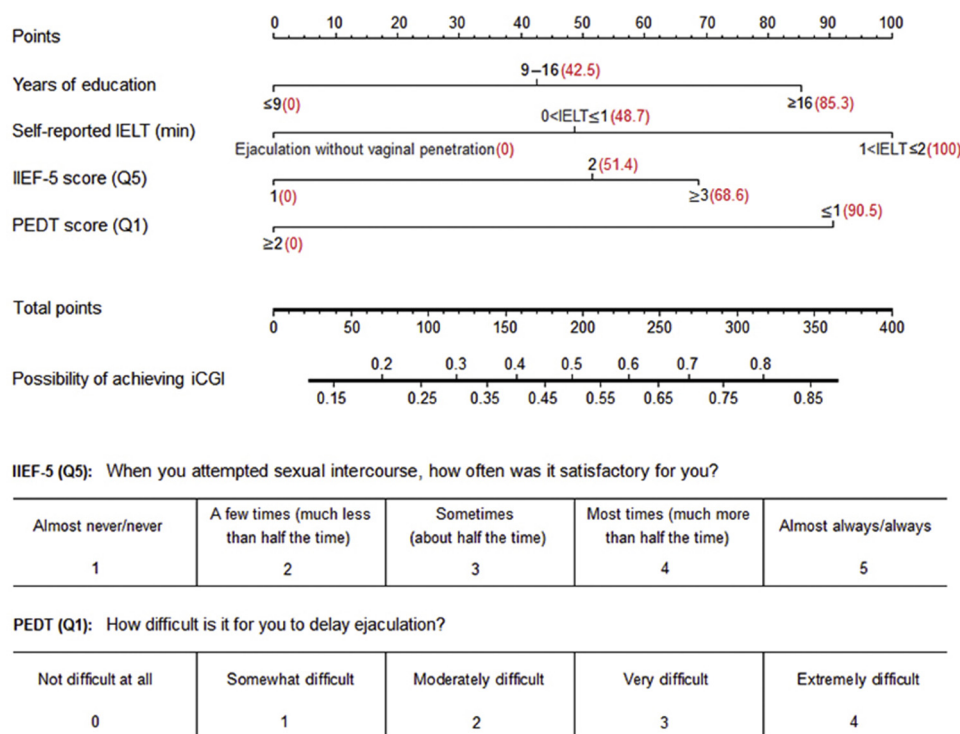 Points 0 10 20 30 40 50 60 70 80 90 100
9−16(42.5)
Years of education
≤9(0) ≥16(85.3)
0<IELT≤1(48.7)
Self-reported IELT (min)
Ejaculation without vaginal penetration(0) 1<IELT≤2(100)
2(51.4)
IIEF-5 score (Q5)
1(0) ≥3(68.6)
≤1(90.5)
PEDT score (Q1)
≥2(0)
Total points
0 50 100 150 200 250 300 350 400
0.2 0.3 0.4 0.5 0.6 0.7 0.8
Possibility of achieving iCGI
0.15 0.25 0.35 0.45 0.55 0.65 0.75 0.85
IIEF-5 (Q5): When you attempted sexual intercourse, how often was it satisfactory for you?
Almost never/never A few times (much less than half the time) Sometimes (about half the time) Most times (much more than half the time) Almost always/always
1 2 3 4 5
PEDT (Q1): How difficult is it for you to delay ejaculation?
Not difficult at all Somewhat difficult Moderately difficult Very difficult Extremely difficult
0 1 2 3 4